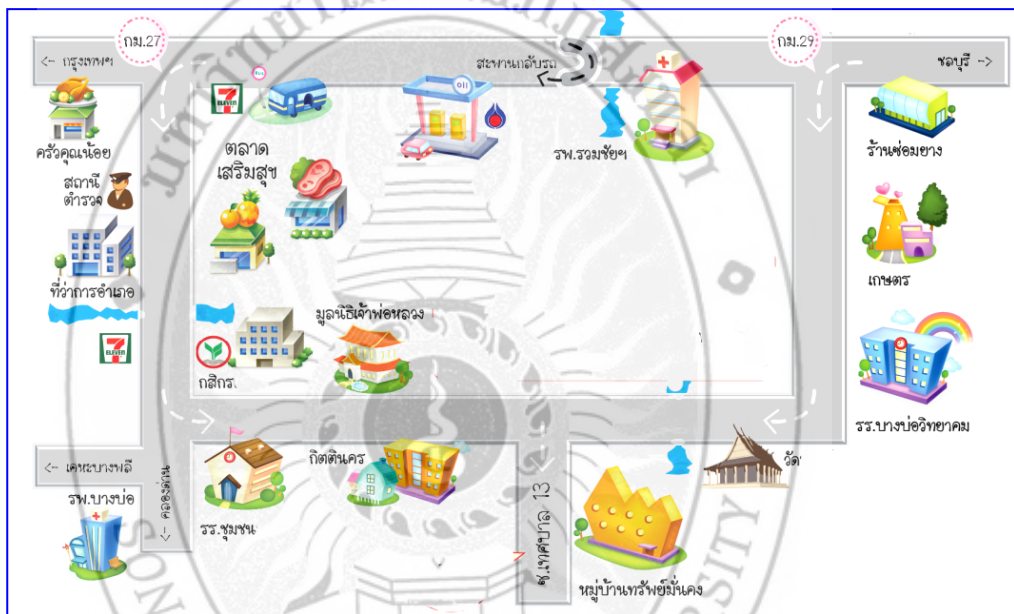 กม.27
กม.29
<- กรุงเทพฯ
สะพานกลับรถ
ชลบุรี ->
7
ELEVEN
ครัวคุณน้อย
ตลาด
เสริมสุข
รพ.รวมชัยฯ
ร้านซ่อมยาง
สถานี
ตำรวจ
ที่ว่าการอำเภอ
เกษตร
มูลนิธิเจ้าพ่อหลวง
7
ELEVEN
กสิกร
รร.บางบ่อวิทยาคม
<- เคหะบางพลี
กิตตินคร
วัด
รพ.บางบ่อ
<- คลองด่าน
รร.ชุมชน
ซ.เทศบาล 13
หมู่บ้านทรัพย์มั่นคง